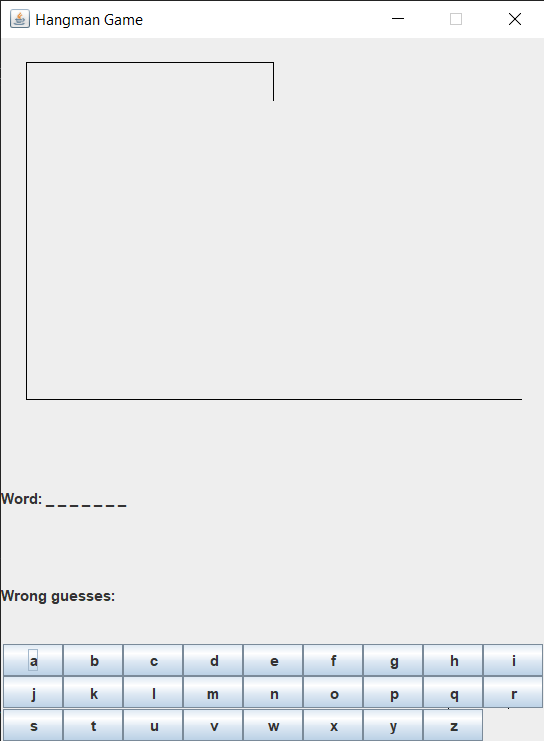 Hangman Game
Word: _ _ _ _ _ _ _
Wrong guesses:
a b c d e f g h i
j k l m n o p q r
s t u v w x y z